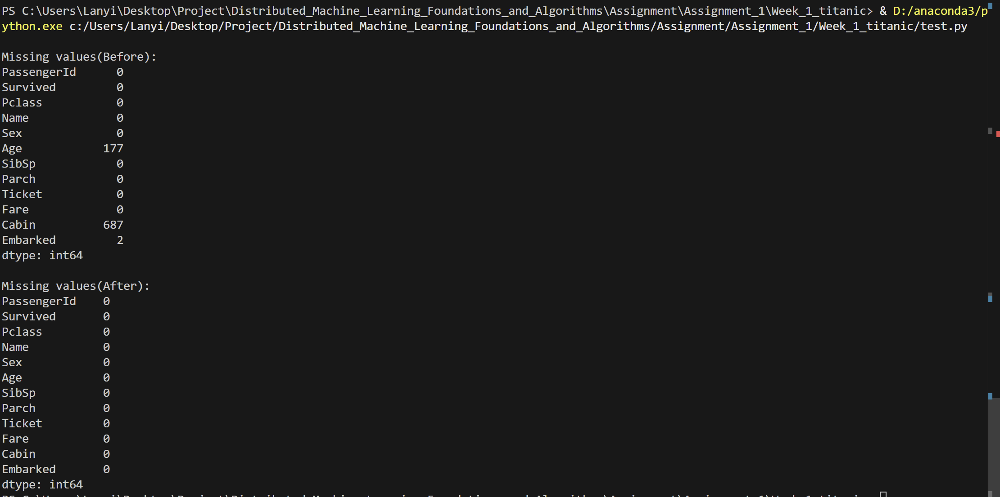 PS C:\Users\Lanyi\Desktop\Project\Distributed_Machine_Learning_Foundations_and_Algorithms\Assignment\Assignment_1\Week_1_titanic> & D:/anaconda3/p
ython.exe c:/Users/Lanyi/Desktop/Project/Distributed_Machine_Learning_Foundations_and_Algorithms/Assignment/Assignment_1/Week_1_titanic/test.py
Missing values(Before):
PassengerId      0
Survived         0
Pclass           0
Name             0
Sex              0
Age            177
SibSp            0
Parch            0
Ticket           0
Fare             0
Cabin          687
Embarked         2
dtype: int64
Missing values(After):
PassengerId    0
Survived       0
Pclass         0
Name           0
Sex            0
Age            0
SibSp          0
Parch          0
Ticket         0
Fare           0
Cabin          0
Embarked       0
dtype: int64